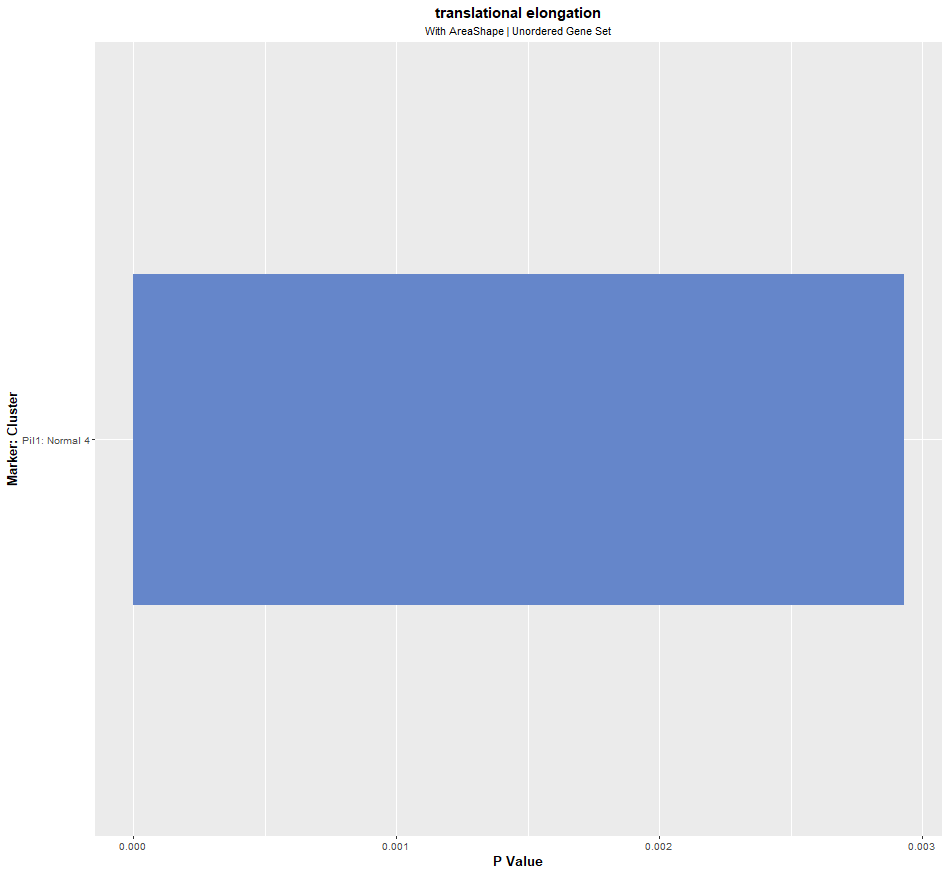 translational elongation
With AreaShape | Unordered Gene Set
Marker: Cluster
Pil1: Normal 4
0.000
0.001
0.002
0.003
P Value